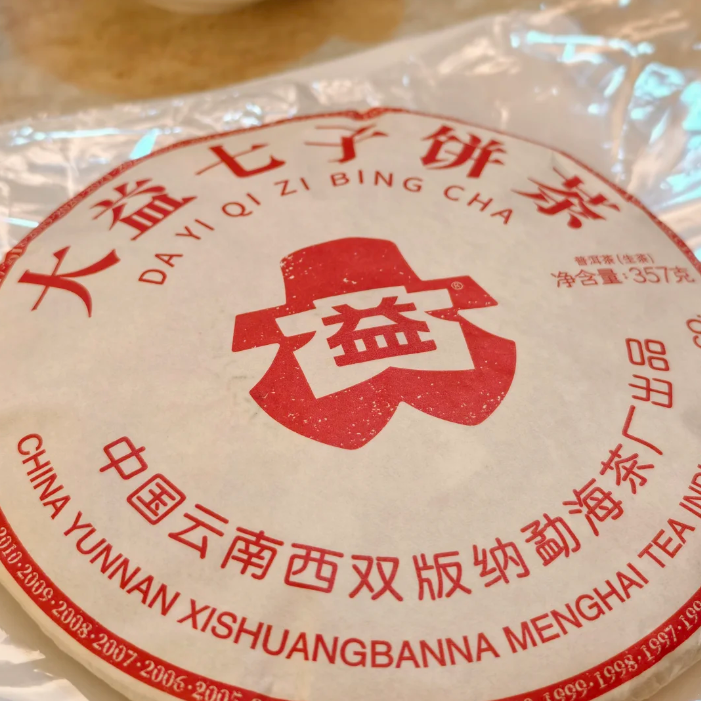 大益七子饼茶
DA YI QI ZI BING CHA
普洱茶(生茶)
净含量:357克
益
®
中国云南西双版纳勐海茶厂出品
CHINA YUNNAN XISHUANGBANNA MENGHAI TEA
2010·2009·2008·2007·2006·2005
1999·1998·1997